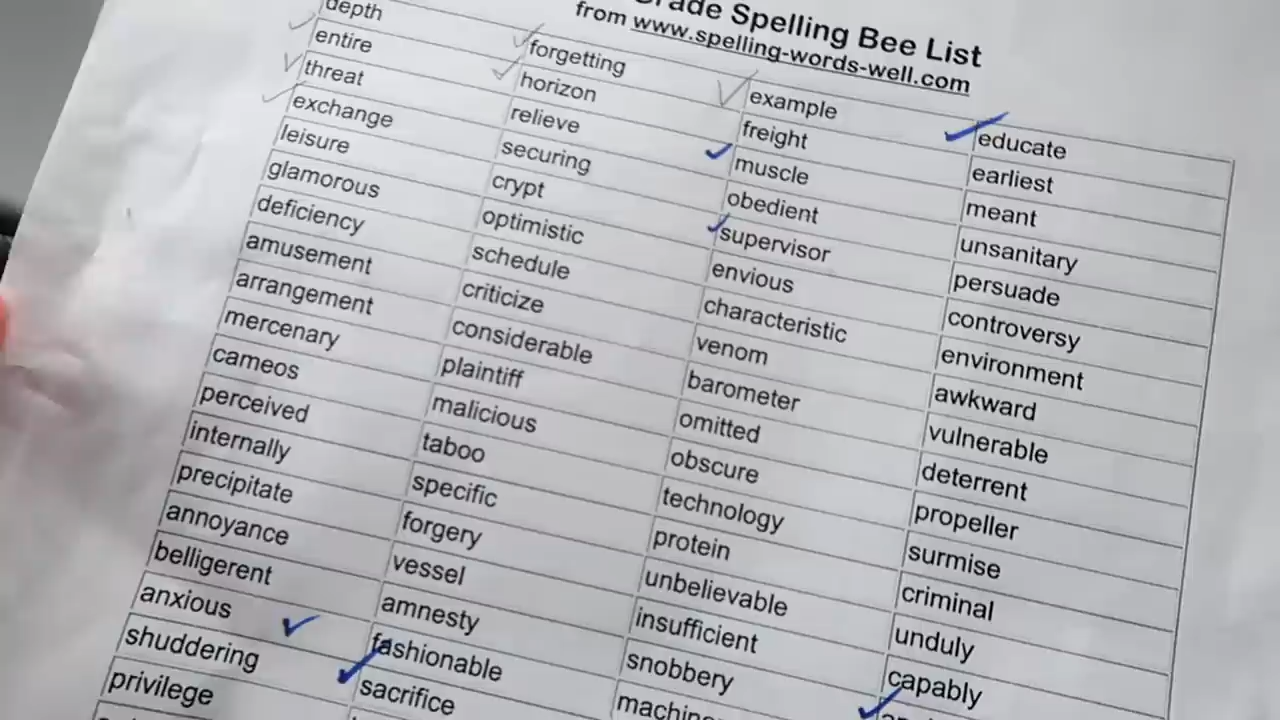 Spelling Bee List
from www.spelling-words-well.com
depth forgetting example educate
entire horizon freight earliest
threat relieve muscle meant
exchange securing obedient unsanitary
leisure crypt supervisor persuade
glamorous optimistic envious controversy
deficiency schedule characteristic environment
amusement criticize venom awkward
arrangement considerable barometer vulnerable
mercenary plaintiff omitted deterrent
cameos malicious obscure propeller
perceived taboo technology surmise
internally specific protein criminal
precipitate forgery unbelievable unduly
annoyance vessel insufficient capably
belligerent amnesty snobbery
anxious fashionable
shuddering sacrifice
privilege